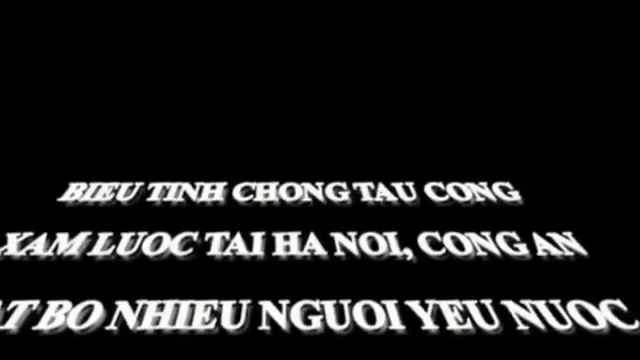 BIEU TINH CHONG TAU CONG
XAM LUOC TAI HA NOI, CONG AN
BO NHIEU NGUOI YEU NUOC